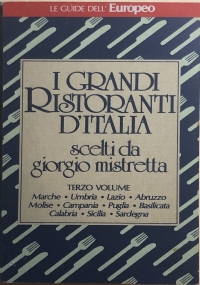 LE GUIDE DELL' Europeo
I GRANDI
RISTORANTI
D'ITALIA
scelti da
giorgio mistretta
TERZO VOLUME
Marche • Umbria • Lazio • Abruzzo
Molise • Campania • Puglia • Basilicata
Calabria • Sicilia • Sardegna